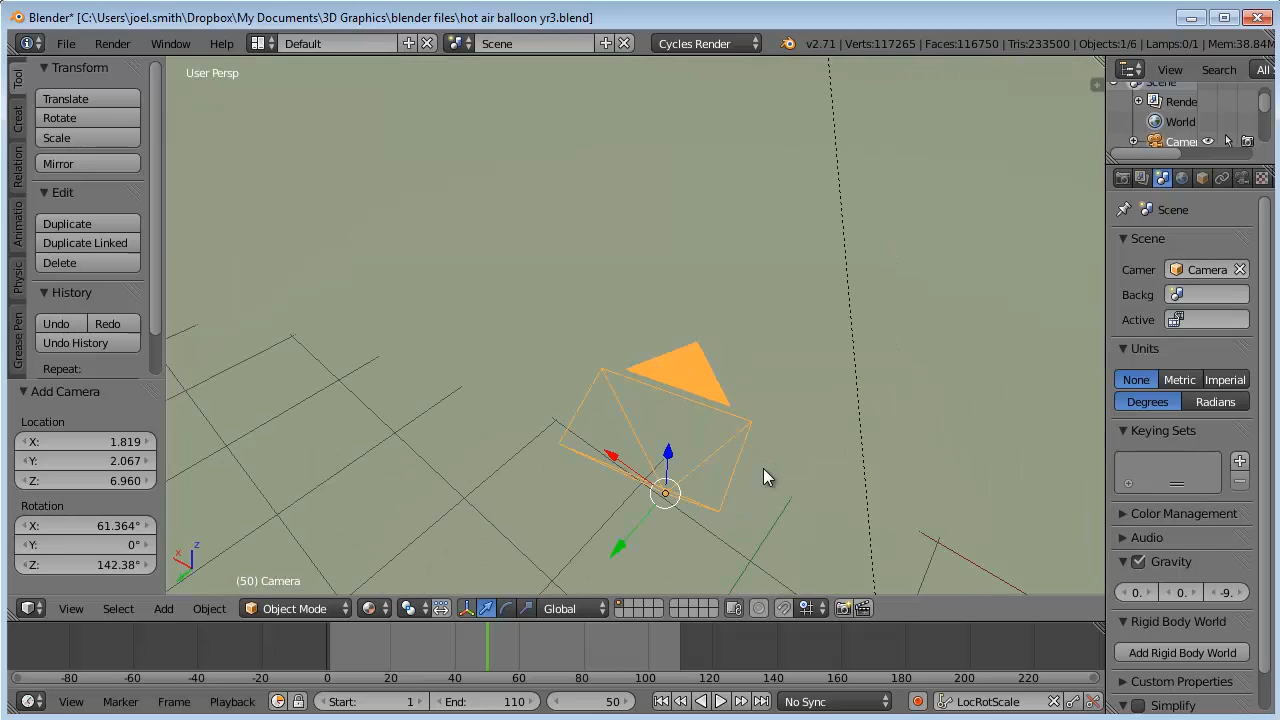 Blender* [C:\Users\joel.smith\Dropbox\My Documents\3D Graphics\blender files\hot air balloon y:3\blend]
File Render Window Help Default Scene Cycles Render v2.71 | Verts:117265 | Faces:116750 | Tris:233500 | Objects:1/6 | Lamps:0/1 | Mem:38.84M
Tool
Creat
Relation
Animatio
Physic
Grease Pen
Transform
Translate
Rotate
Scale
Mirror
Edit
Duplicate
Duplicate Linked
Delete
History
Undo Redo
Undo History
Repeat:
Add Camera
Location
X: 1.819
Y: 2.067
Z: 6.960
Rotation
X: 61.364°
Y: 0°
Z: 142.38°
User Persp
x z
(50) Camera
View Select Add Object Object Mode Global
View Search All
Scene
Rende
World
Camer
Scene
Scene
Camer Camera
Backg
Active
Units
None Metric Imperial
Degrees Radians
Keying Sets
Color Management
Audio
Gravity
0. 0. -9.
Rigid Body World
Add Rigid Body World
Custom Properties
Simplify
-80 -60 -40 -20 0 20 40 60 80 100 120 140 160 180 200 220
View Marker Frame Playback Start: 1 End: 110 50 No Sync LocRotScale